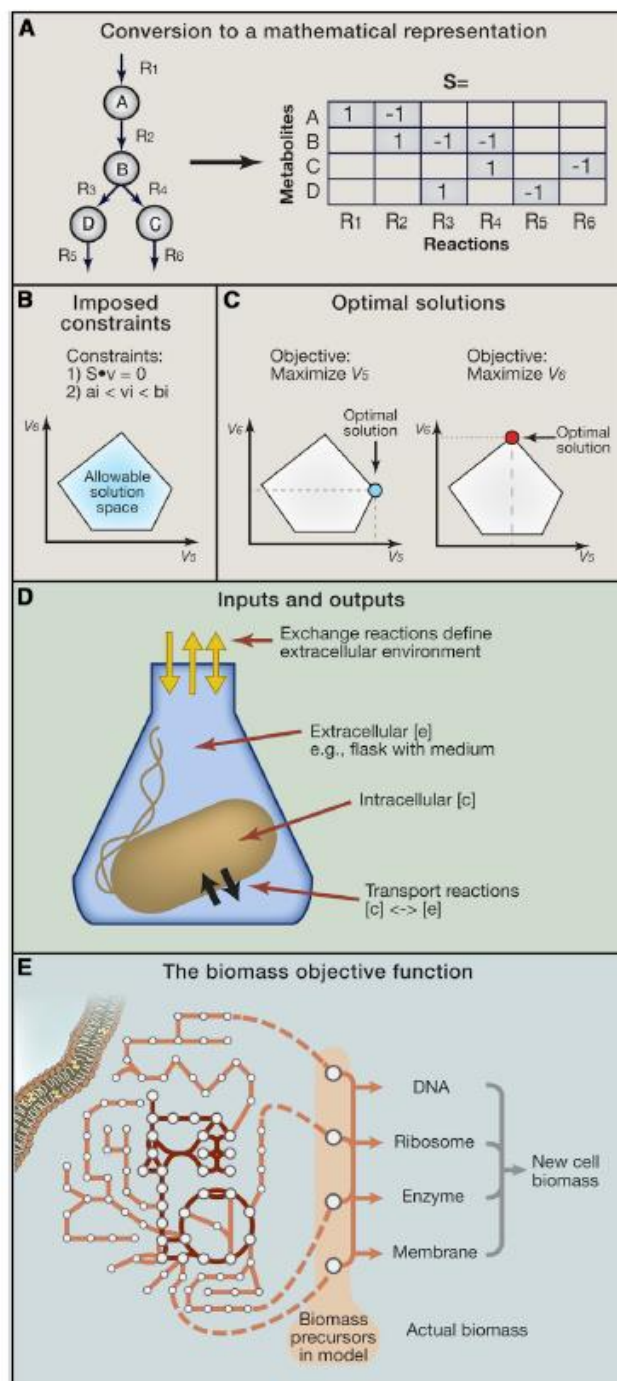 A
Conversion to a mathematical representation
R1
A
R2
B
R3
R4
D
C
R5
R6
S=
Metabolites
A 1 -1
B 1 -1 -1
C 1 -1
D 1 -1
R1 R2 R3 R4 R5 R6
Reactions
B
Imposed
constraints
Constraints:
1) S•v = 0
2) ai < vi < bi
V6
Allowable
solution
space
V5
C
Optimal solutions
Objective:
Maximize V5
Optimal
solution
V6
V5
Objective:
Maximize V6
V6
Optimal
solution
V5
D
Inputs and outputs
Exchange reactions define
extracellular environment
Extracellular [e]
e.g., flask with medium
Intracellular [c]
Transport reactions
[c] <-> [e]
E
The biomass objective function
DNA
Ribosome
Enzyme
Membrane
New cell
biomass
Biomass
precursors
in model
Actual biomass